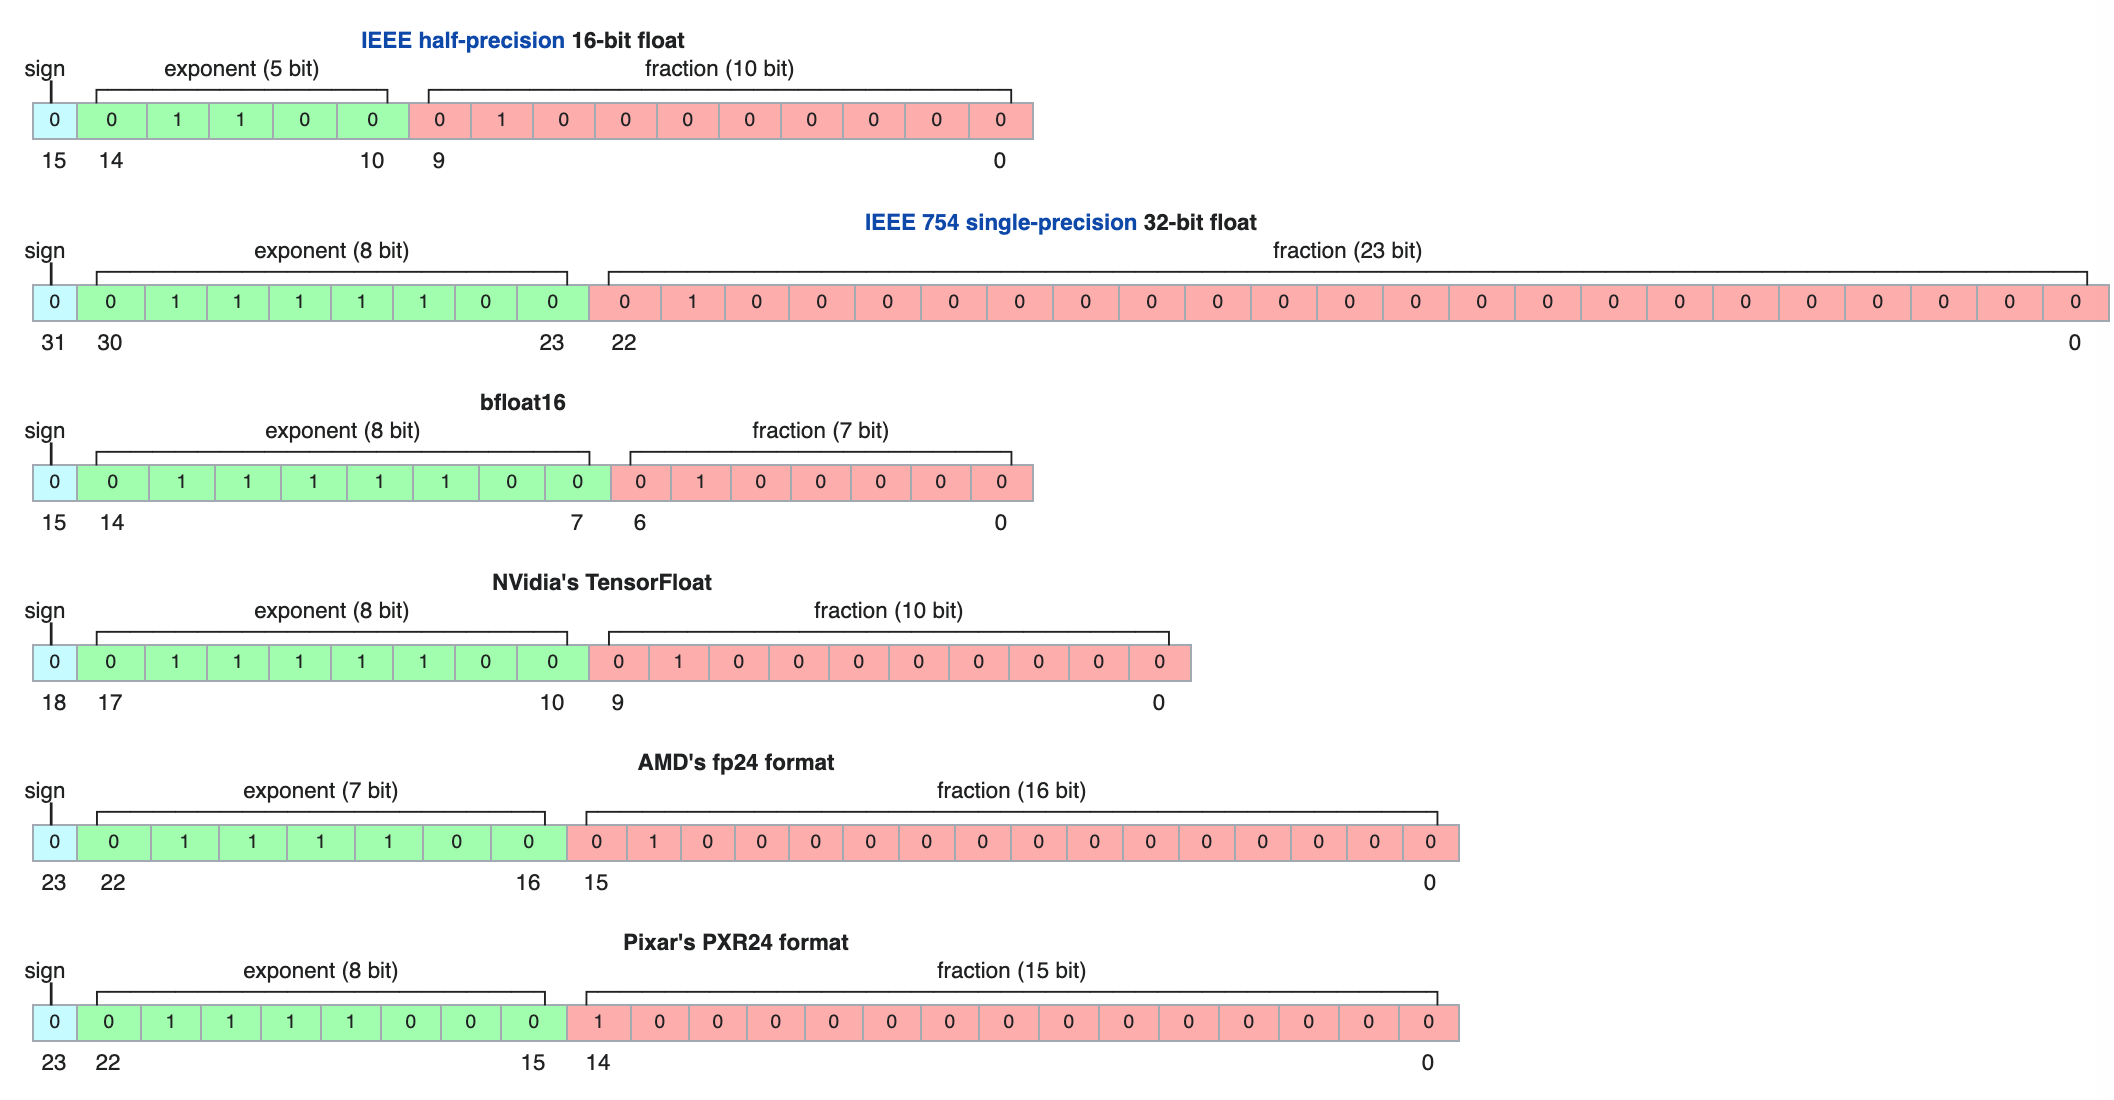 IEEE half-precision 16-bit float
sign exponent (5 bit) fraction (10 bit)
0 0 1 1 0 0 0 1 0 0 0 0 0 0 0 0
15 14 10 9 0
IEEE 754 single-precision 32-bit float
sign exponent (8 bit) fraction (23 bit)
0 0 1 1 1 1 1 0 0 0 1 0 0 0 0 0 0 0 0 0 0 0 0 0 0 0 0 0 0 0 0 0
31 30 23 22 0
bfloat16
sign exponent (8 bit) fraction (7 bit)
0 0 1 1 1 1 1 0 0 0 1 0 0 0 0 0
15 14 7 6 0
NVidia's TensorFloat
sign exponent (8 bit) fraction (10 bit)
0 0 1 1 1 1 1 0 0 0 1 0 0 0 0 0 0 0 0
18 17 10 9 0
AMD's fp24 format
sign exponent (7 bit) fraction (16 bit)
0 0 1 1 1 1 0 0 0 1 0 0 0 0 0 0 0 0 0 0 0 0 0 0
23 22 16 15 0
Pixar's PXR24 format
sign exponent (8 bit) fraction (15 bit)
0 0 1 1 1 1 0 0 0 1 0 0 0 0 0 0 0 0 0 0 0 0 0 0
23 22 15 14 0